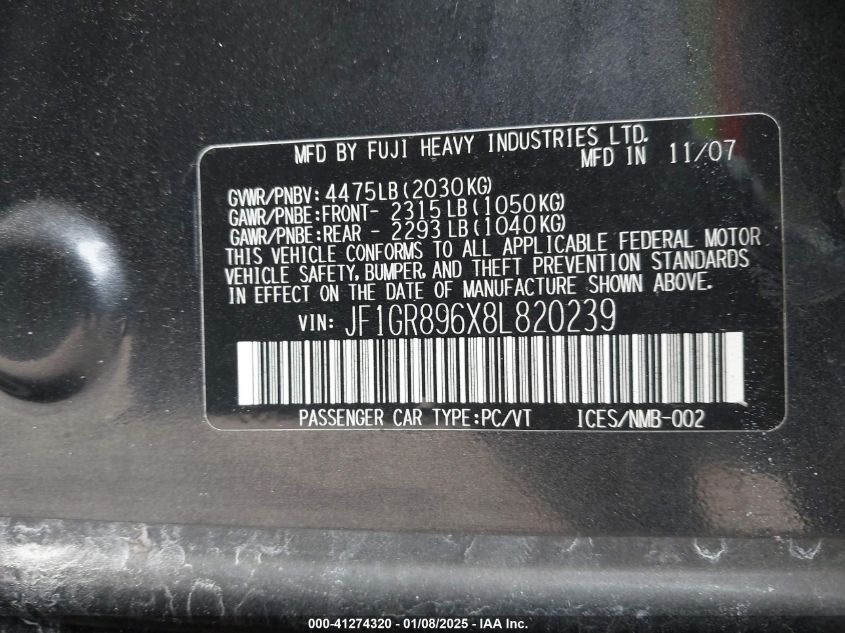 MFD BY FUJI HEAVY INDUSTRIES LTD.
MFD IN 11/07
GVWR/PNBV: 4475LB (2030KG)
GAWR/PNBE:FRONT- 2315 LB (1050KG)
GAWR/PNBE:REAR - 2293 LB (1040KG)
THIS VEHICLE CONFORMS TO ALL APPLICABLE FEDERAL MOTOR
VEHICLE SAFETY, BUMPER, AND THEFT PREVENTION STANDARDS
IN EFFECT ON THE DATE OF MANUFACTURE SHOWN ABOVE.
VIN: JF1GR896X8L820239
PASSENGER CAR TYPE:PC/VT ICES/NMB-002
000-41274320 - 01/08/2025 - IAA Inc.